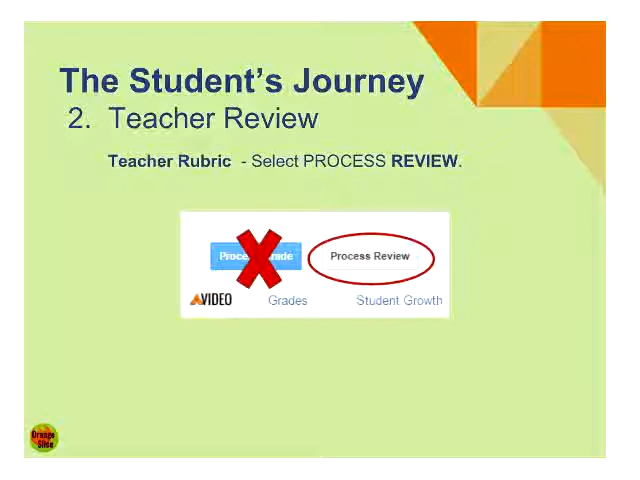 The Student's Journey
2. Teacher Review
Teacher Rubric - Select PROCESS REVIEW.
Process Review
VIDEO Grades Student Growth
Orange
Slice